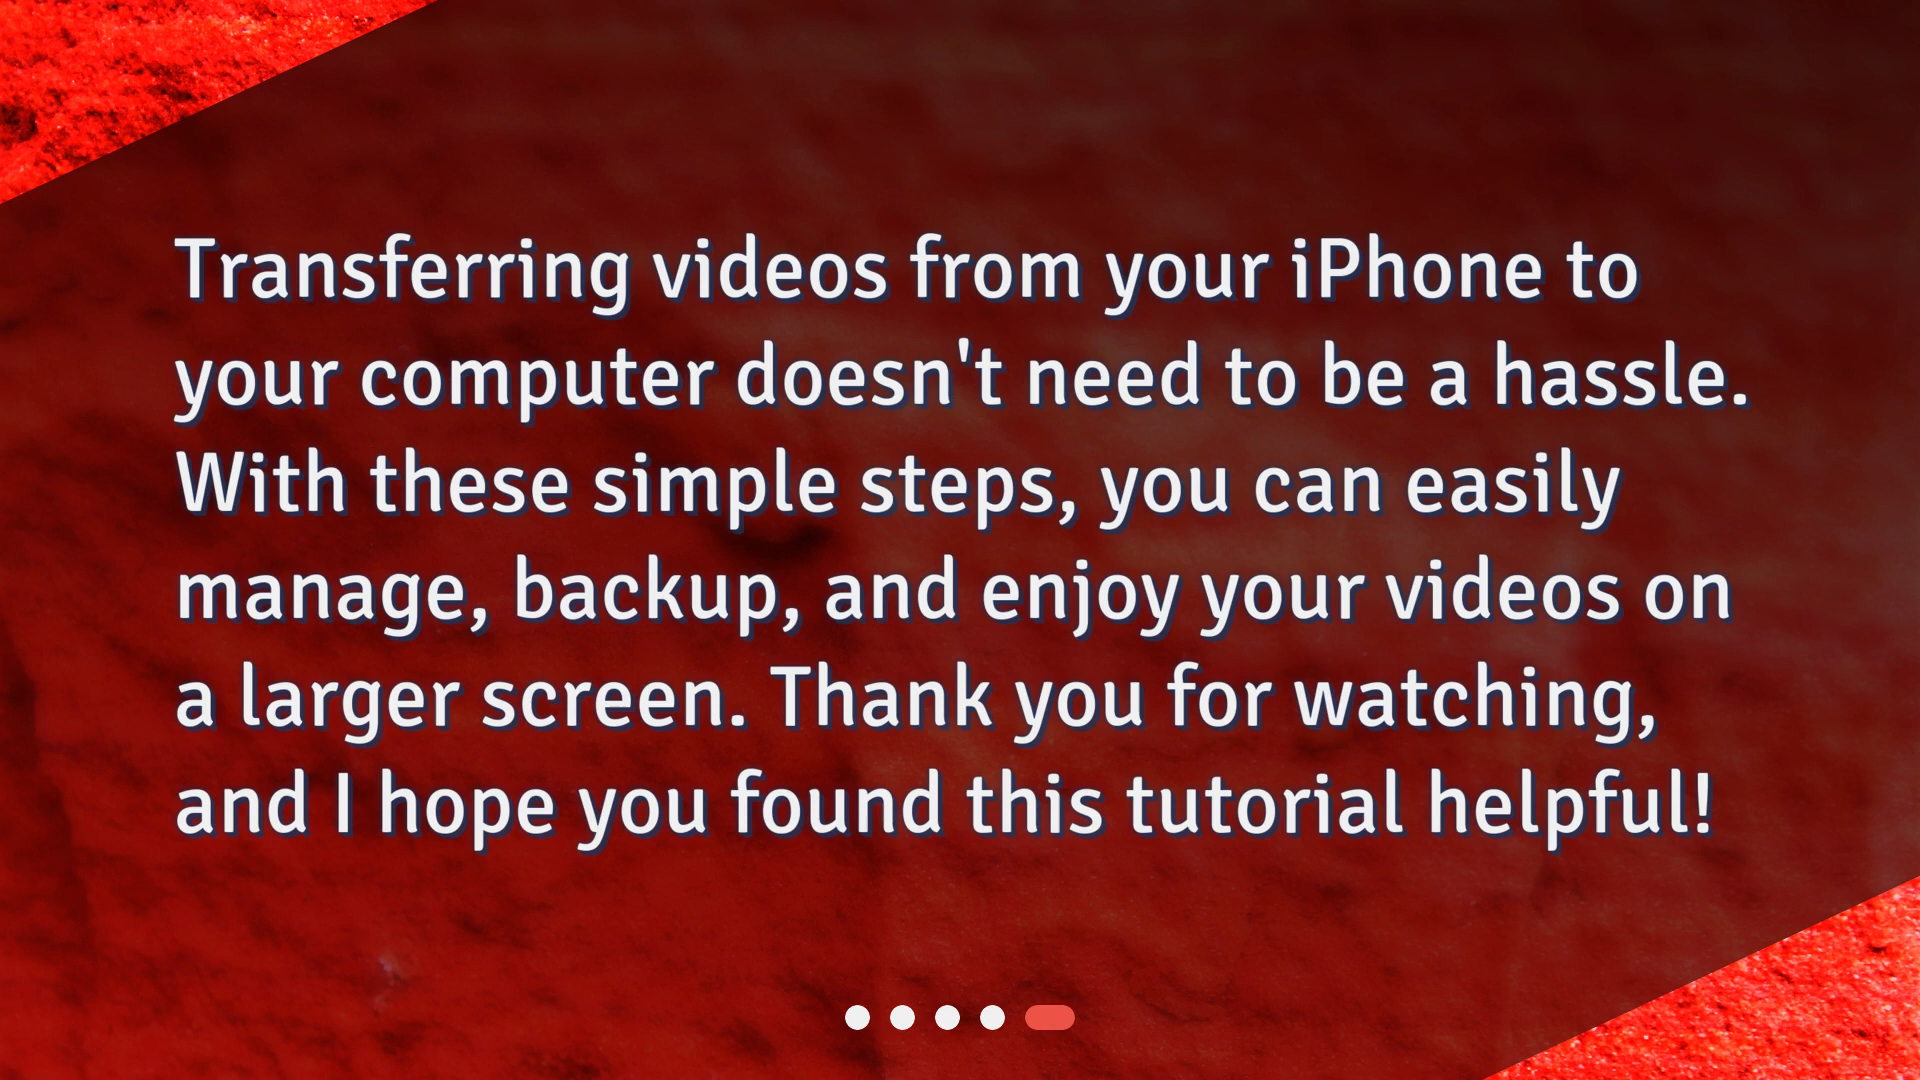 Transferring videos from your iPhone to
your computer doesn't need to be a hassle.
With these simple steps, you can easily
manage, backup, and enjoy your videos on
a larger screen. Thank you for watching,
and I hope you found this tutorial helpful!